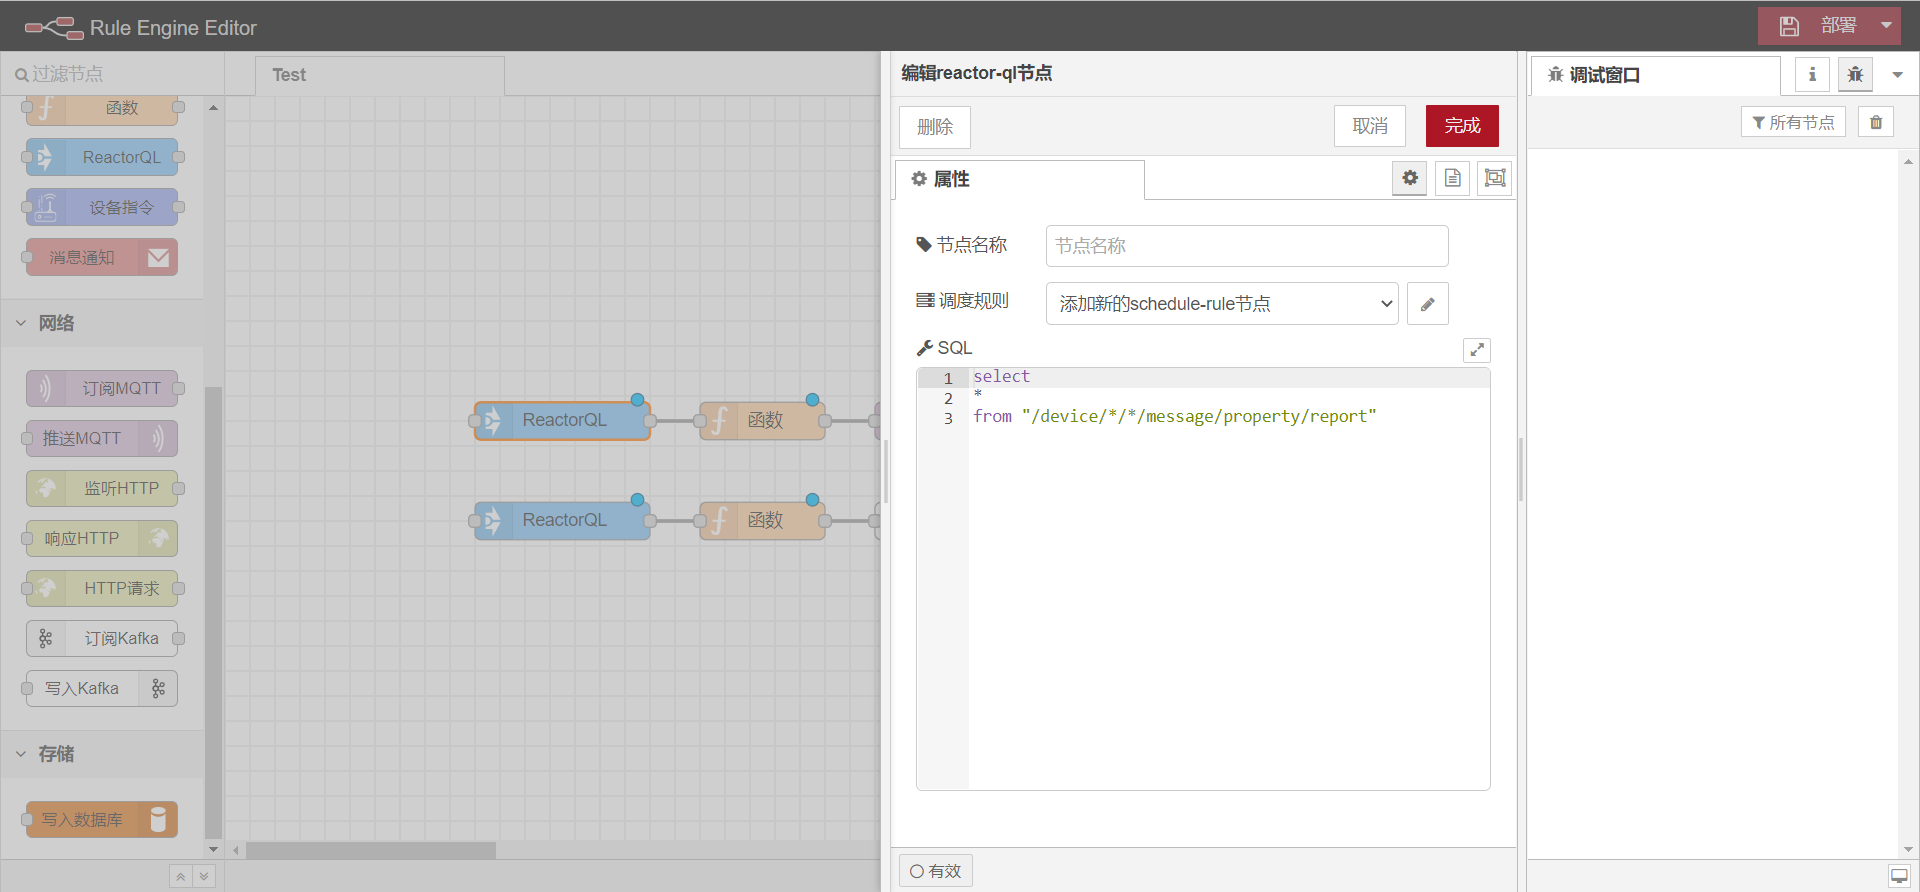 Rule Engine Editor
部署
过滤节点
函数
ReactorQL
设备指令
消息通知
网络
订阅MQTT
推送MQTT
监听HTTP
响应HTTP
HTTP请求
订阅Kafka
写入Kafka
存储
写入数据库
Test
ReactorQL
函数
ReactorQL
函数
编辑reactor-ql节点
删除
取消
完成
属性
节点名称
节点名称
调度规则
添加新的schedule-rule节点
SQL
1 select
2 *
3 from "/device/*/*/message/property/report"
有效
调试窗口
所有节点